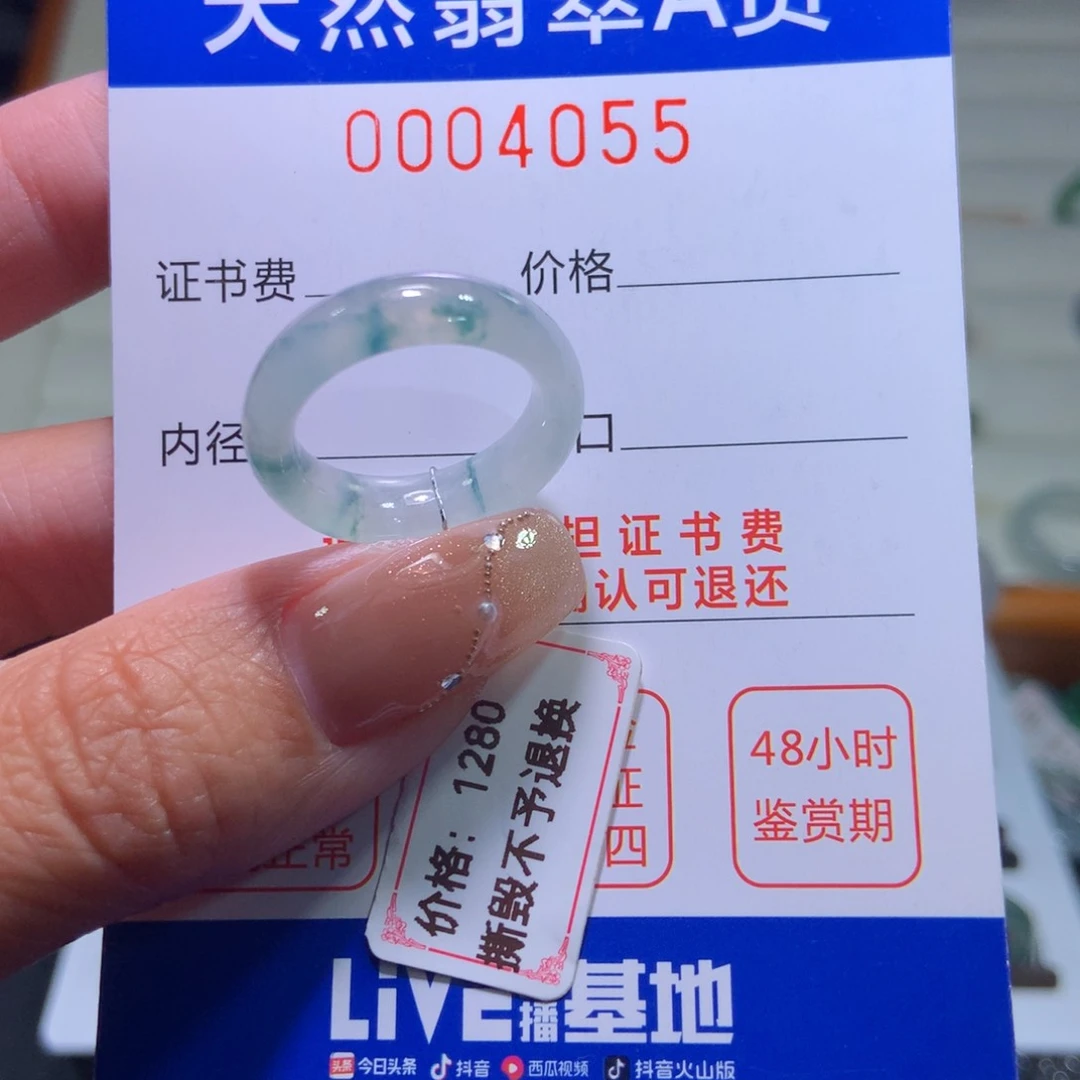 天然翡翠A货
0004055
证书费 价格
内径 口
担证书费
认可退还
正常
证
四
48小时
鉴赏期
价格：1280
撕毁不予退换
LiVE播基地
头条 今日头条 抖音 西瓜视频 抖音火山版